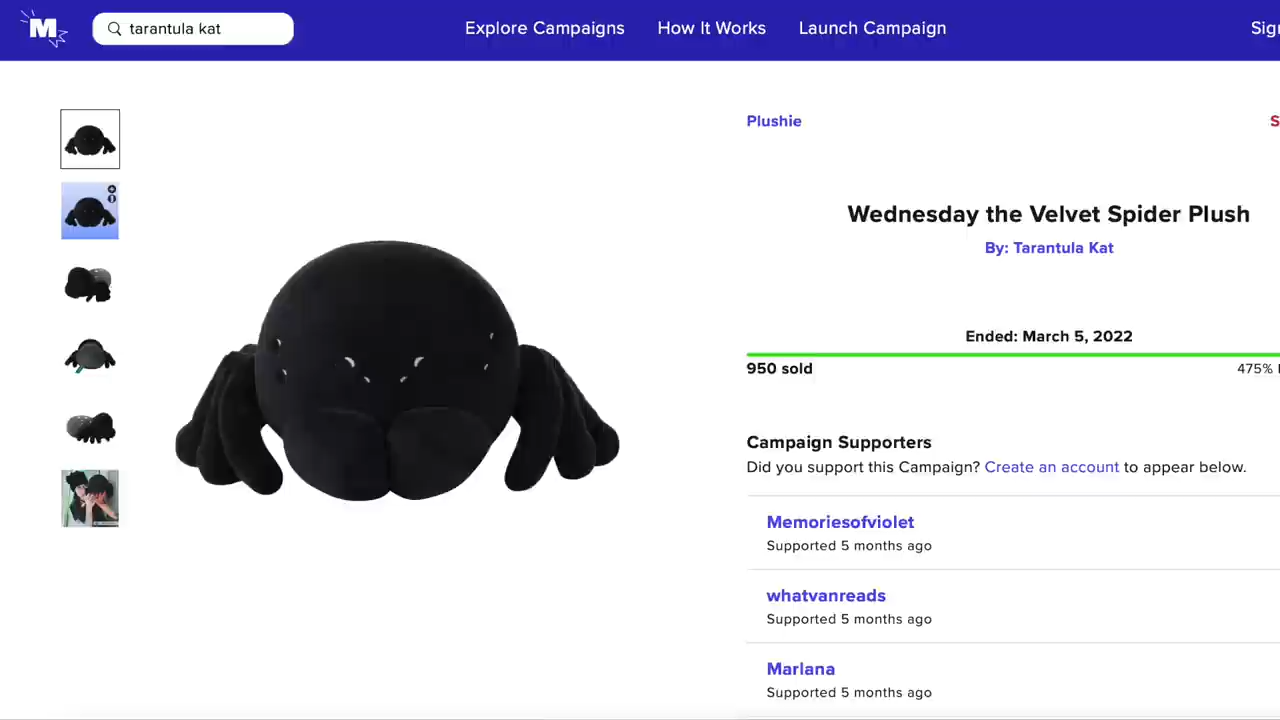 M
tarantula kat
Explore Campaigns
How It Works
Launch Campaign
Plushie
Wednesday the Velvet Spider Plush
By: Tarantula Kat
Ended: March 5, 2022
950 sold
475%
Campaign Supporters
Did you support this Campaign? Create an account to appear below.
Memoriesofviolet
Supported 5 months ago
whatvanreads
Supported 5 months ago
Marlana
Supported 5 months ago